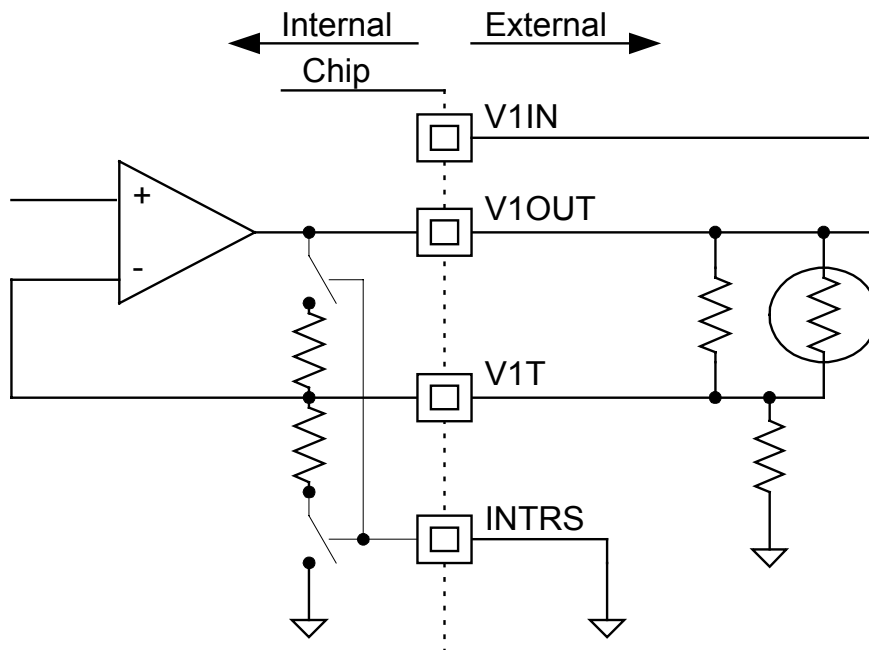 Internal External
Chip
V1IN
+
V1OUT
-
V1T
INTRS